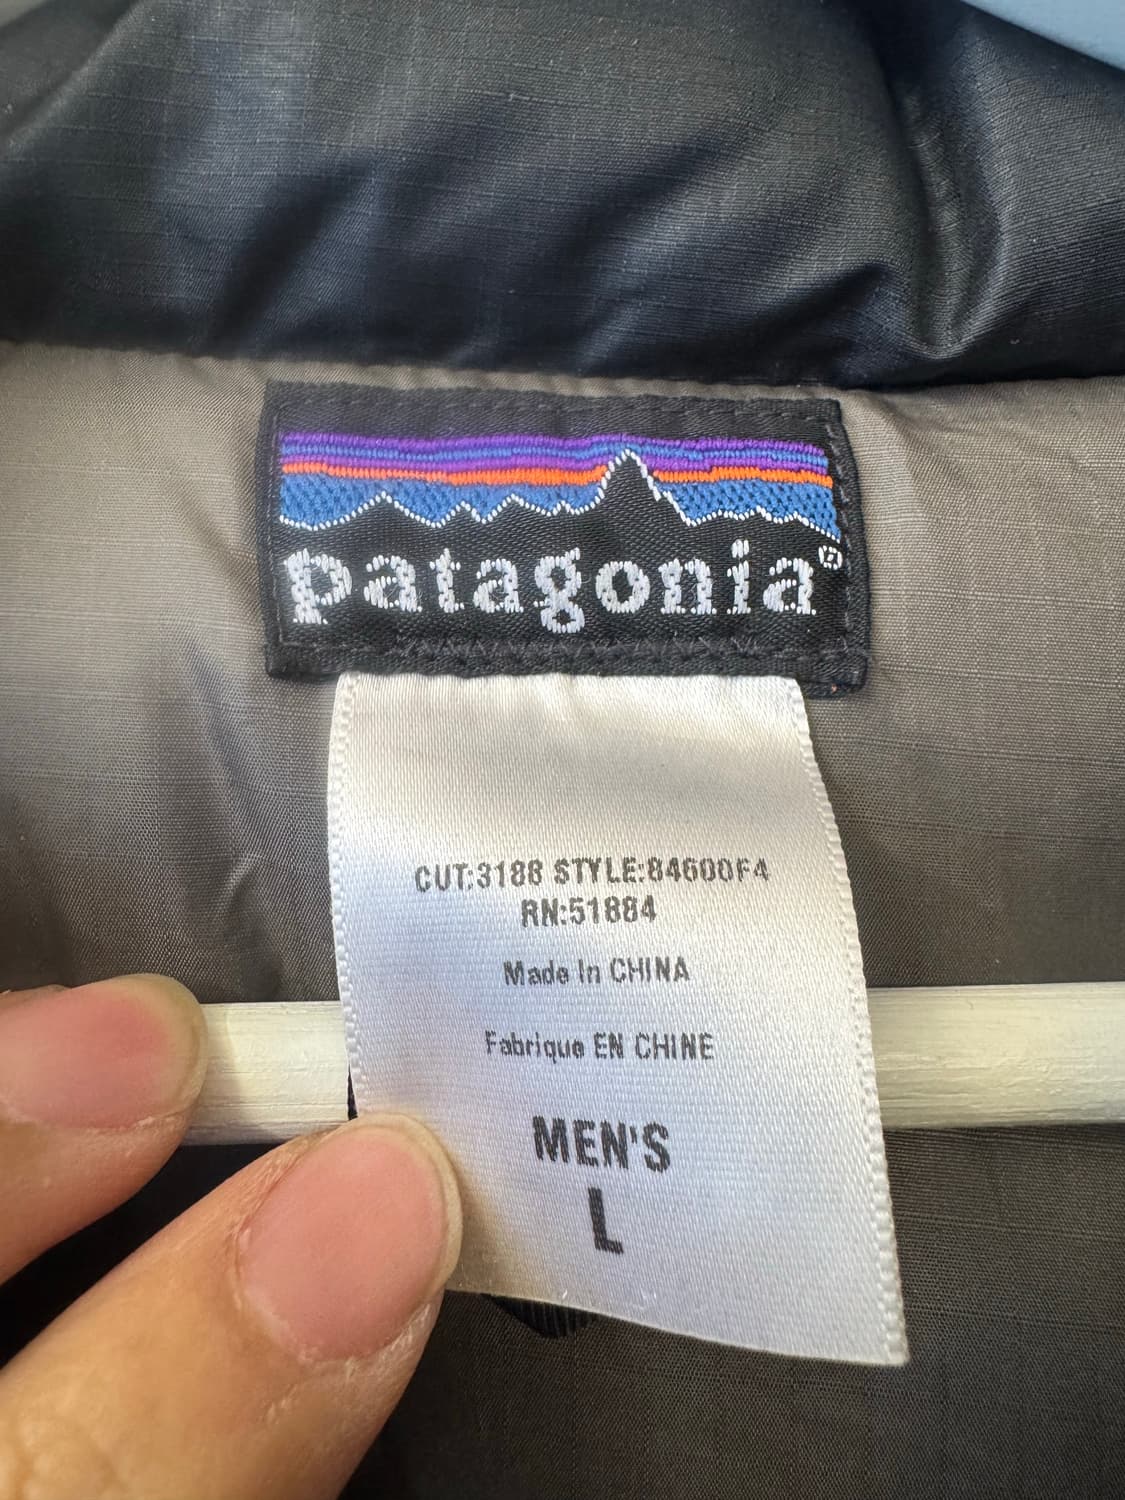 patagonia®
CUT:3188 STYLE:84600F4
RN:51884
Made In CHINA
Fabrique EN CHINE
MEN'S
L